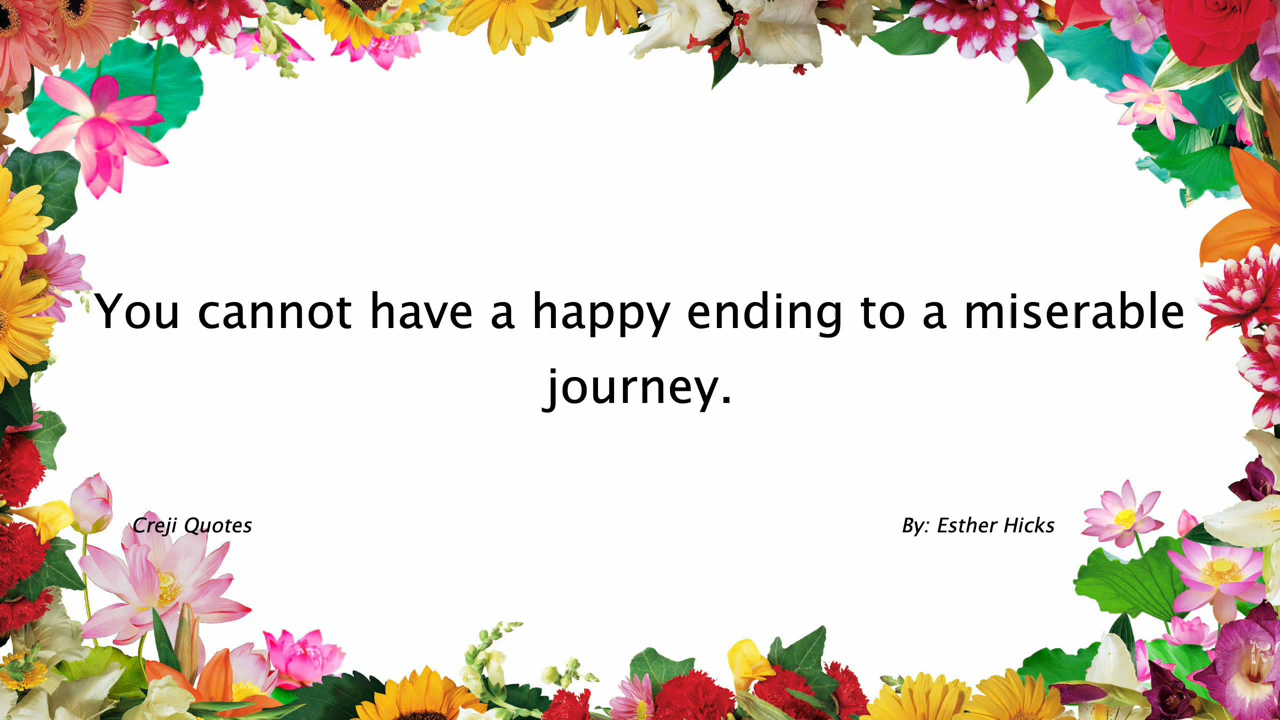 You cannot have a happy ending to a miserable
journey.
Creji Quotes
By: Esther Hicks